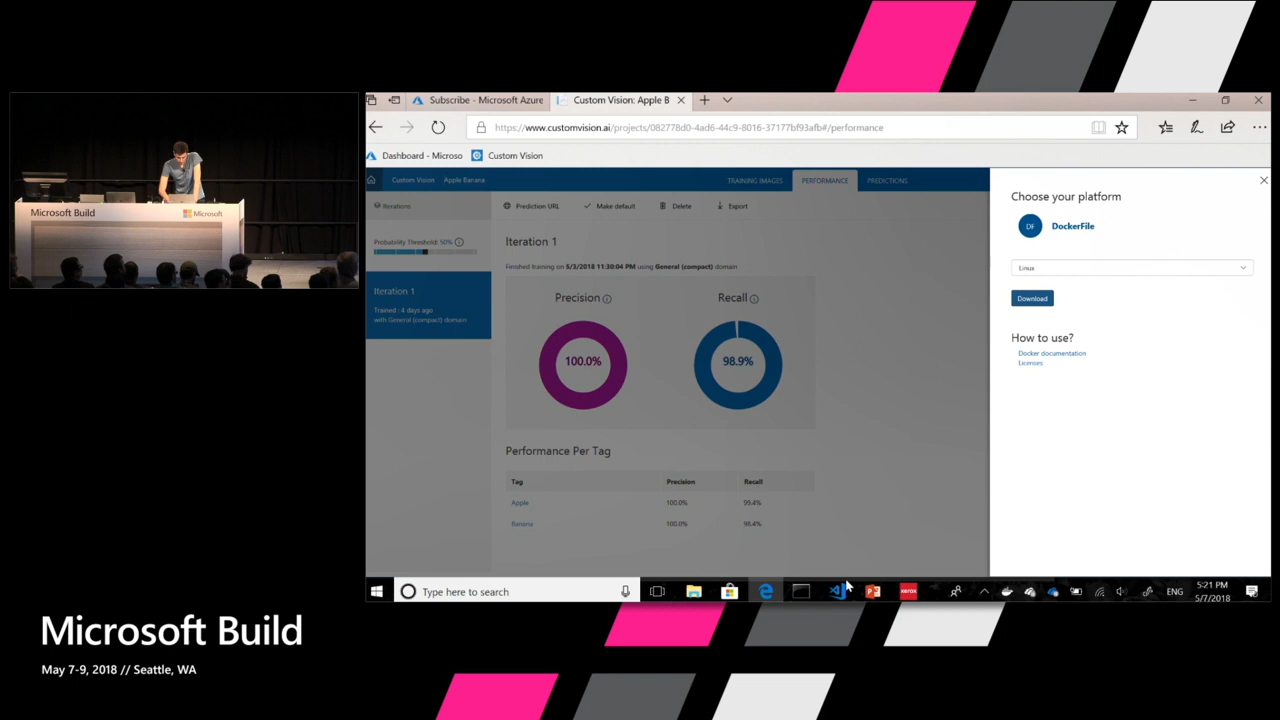 Subscribe - Microsoft Azure
Custom Vision: Apple B
https://www.customvision.ai/projects/082778d0-4ad6-44c9-8016-37177bf93afb#/performance
Dashboard - Microso
Custom Vision
Custom Vision
Apple Banana
TRAINING IMAGES
PERFORMANCE
PREDICTIONS
Iterations
Prediction URL
Make default
Delete
Export
Probability Threshold: 50%
Iteration 1
Trained : 4 days ago
with General (compact) domain
Iteration 1
Finished training on 5/3/2018 11:30:04 PM using General (compact) domain
Precision
Recall
100.0%
98.9%
Performance Per Tag
Tag Precision Recall
Apple 100.0% 99.4%
Banana 100.0% 98.4%
Choose your platform
DF
DockerFile
Linux
Download
How to use?
Docker documentation
Licenses
Type here to search
xerox
ENG
5:21 PM
5/7/2018
Microsoft Build
Microsoft
Microsoft Build
May 7-9, 2018 // Seattle, WA